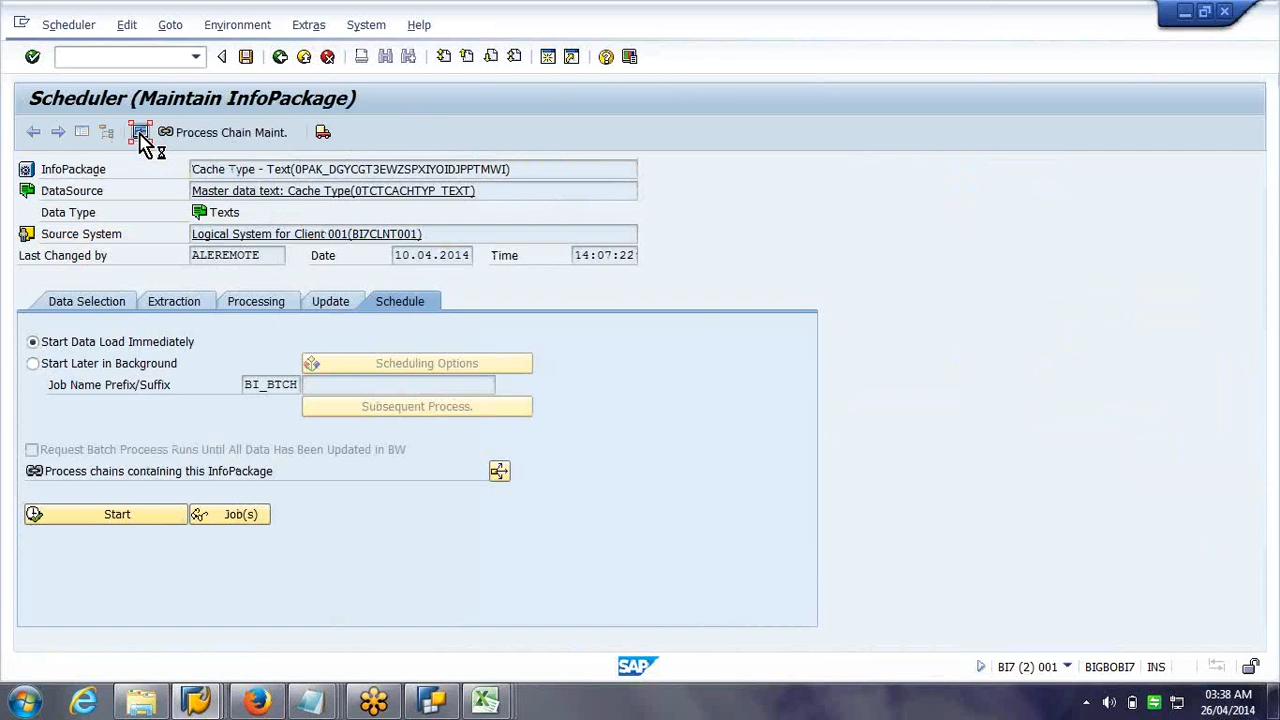 Scheduler Edit Goto Environment Extras System Help
Scheduler (Maintain InfoPackage)
Process Chain Maint.
InfoPackage Cache Type - Text(0PAK_DGYCGT3EWZSPXIYOIDJPPTMWI)
DataSource Master data text: Cache Type(0TCTCACHTYP_TEXT)
Data Type Texts
Source System Logical System for Client 001(BI7CLNT001)
Last Changed by ALEREMOTE Date 10.04.2014 Time 14:07:22
Data Selection Extraction Processing Update Schedule
Start Data Load Immediately
Start Later in Background Scheduling Options
Job Name Prefix/Suffix BI_BTCH
Subsequent Process.
Request Batch Proceess Runs Until All Data Has Been Updated in BW
Process chains containing this InfoPackage
Start Job(s)
SAP BI7 (2) 001 BIGBOBI7 INS
03:38 AM
26/04/2014